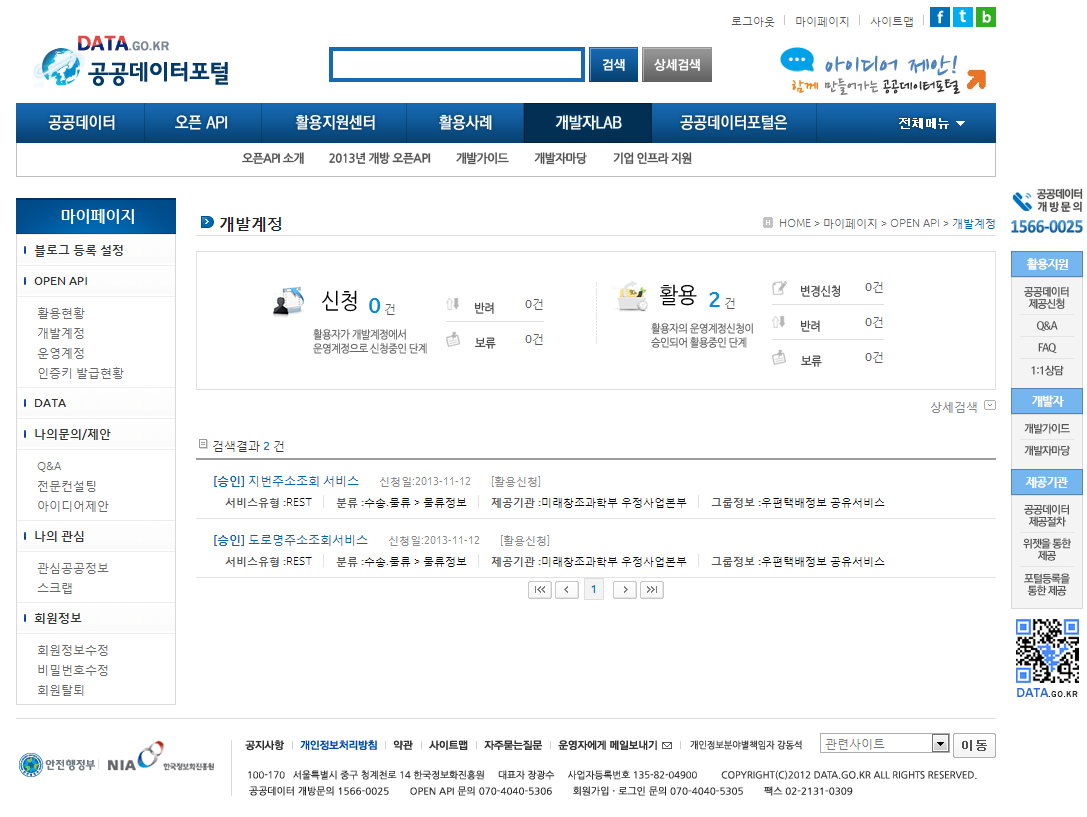 로그아웃 마이페이지 사이트맵 f t b
DATA.GO.KR
공공데이터포털
검색 상세검색
아이디어 제안!
함께 만들어가는 공공데이터포털
공공데이터 오픈 API 활용지원센터 활용사례 개발자LAB 공공데이터포털은 전체메뉴
오픈API 소개 2013년 개방 오픈API 개발가이드 개발자마당 기업 인프라 지원
마이페이지
블로그 등록 설정
OPEN API
활용현황
개발계정
운영계정
인증키 발급현황
DATA
나의문의/제안
Q&A
전문컨설팅
아이디어제안
나의 관심
관심공공정보
스크랩
회원정보
회원정보수정
비밀번호수정
회원탈퇴
개발계정
H HOME > 마이페이지 > OPEN API > 개발계정
신청 0 건
활용자가 개발계정에서
운영계정으로 신청중인 단계
반려 0건
보류 0건
활용 2 건
활용자의 운영계정신청이
승인되어 활용중인 단계
변경신청 0건
반려 0건
보류 0건
상세검색
검색결과 2 건
[승인] 지번주소조회 서비스 신청일:2013-11-12 [활용신청]
서비스유형 :REST 분류 :수송.물류 > 물류정보 제공기관 :미래창조과학부 우정사업본부 그룹정보 :우편택배정보 공유서비스
[승인] 도로명주소조회서비스 신청일:2013-11-12 [활용신청]
서비스유형 :REST 분류 :수송.물류 > 물류정보 제공기관 :미래창조과학부 우정사업본부 그룹정보 :우편택배정보 공유서비스
1
공공데이터
개방문의
1566-0025
활용지원
공공데이터
제공신청
Q&A
FAQ
1:1상담
개발자
개발가이드
개발자마당
제공기관
공공데이터
제공절차
위젯을 통한
제공
포털등록을
통한 제공
DATA.GO.KR
안전행정부 NIA 한국정보화진흥원
공지사항 개인정보처리방침 약관 사이트맵 자주묻는질문 운영자에게 메일보내기 개인정보분야별책임자 강동석 관련사이트 이동
100-170 서울특별시 중구 청계천로 14 한국정보화진흥원 대표자 장광수 사업자등록번호 135-82-04900 COPYRIGHT(C)2012 DATA.GO.KR ALL RIGHTS RESERVED.
공공데이터 개방문의 1566-0025 OPEN API 문의 070-4040-5306 회원가입 · 로그인 문의 070-4040-5305 팩스 02-2131-0309